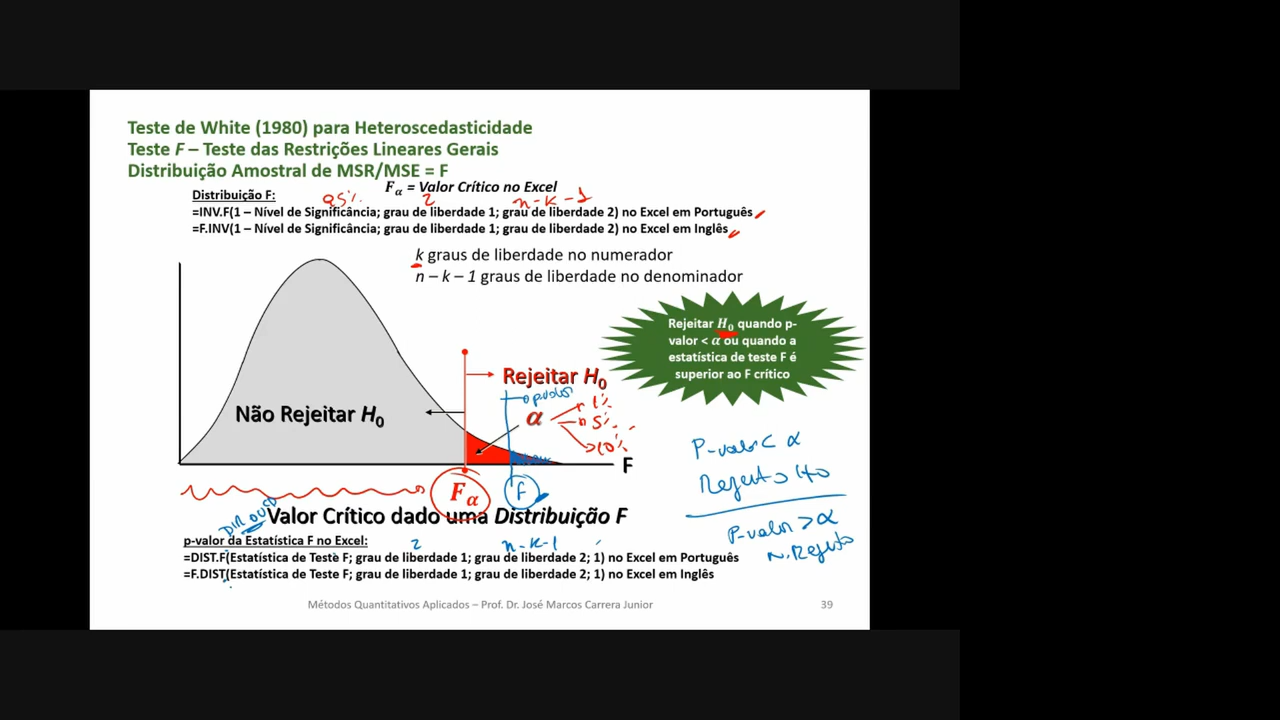 Teste de White (1980) para Heteroscedasticidade
Teste F – Teste das Restrições Lineares Gerais
Distribuição Amostral de MSR/MSE = F
Fα = Valor Crítico no Excel
Distribuição F:
95% 2 n-k-1
=INV.F(1 – Nível de Significância; grau de liberdade 1; grau de liberdade 2) no Excel em Português
=F.INV(1 – Nível de Significância; grau de liberdade 1; grau de liberdade 2) no Excel em Inglês
k graus de liberdade no numerador
n – k – 1 graus de liberdade no denominador
Rejeitar H0 quando p-
valor < α ou quando a
estatística de teste F é
superior ao F crítico
Rejeitar H0
p valor
Não Rejeitar H0
α
1%
5%
10%
F
P-valor < α
Rejeito H0
P-valor > α
N. Rejeito
Fα
F
Valor Crítico dado uma Distribuição F
DIR
p-valor da Estatística F no Excel:
2 n-k-1
=DIST.F(Estatística de Teste F; grau de liberdade 1; grau de liberdade 2; 1) no Excel em Português
=F.DIST(Estatística de Teste F; grau de liberdade 1; grau de liberdade 2; 1) no Excel em Inglês
Métodos Quantitativos Aplicados – Prof. Dr. José Marcos Carrera Junior
39